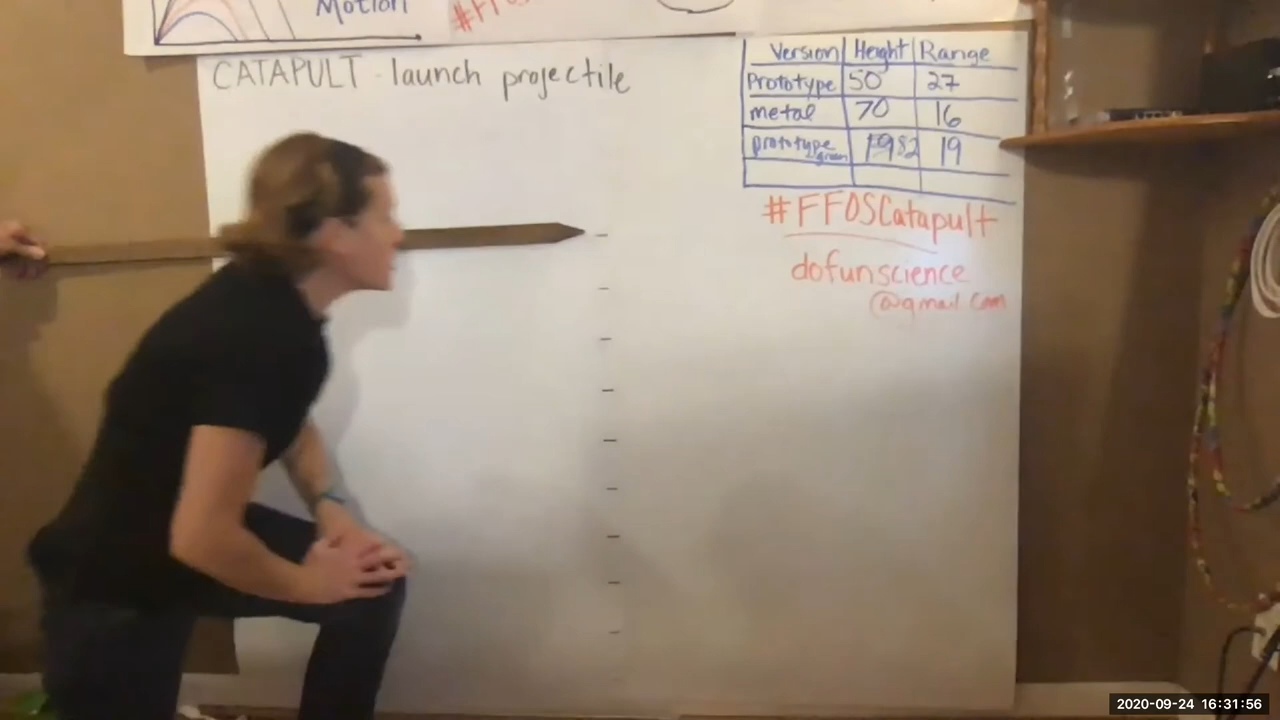 Motion
CATAPULT - launch projectile
Version Height Range
Prototype 50 27
metal 70 16
prototype green 82 19
#FFOSCatapult
dofunscience
@gmail.com
2020-09-24 16:31:56